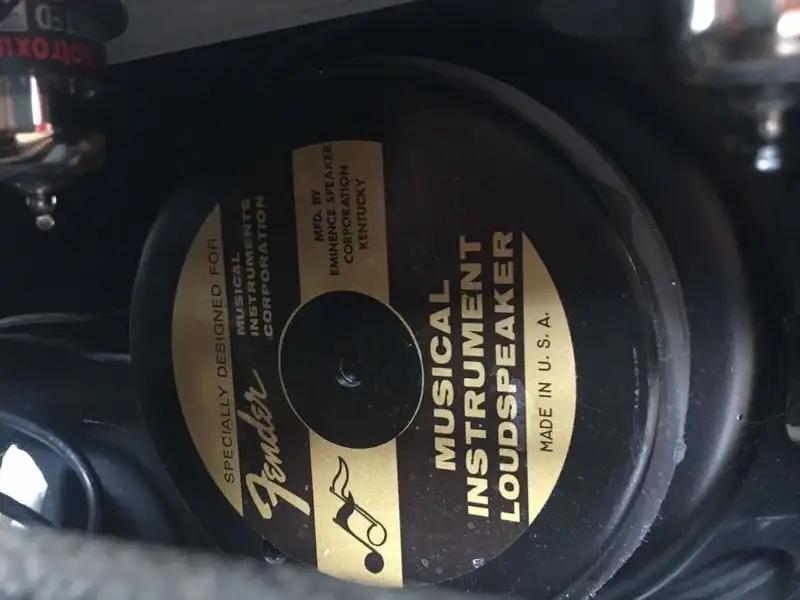 SPECIALLY DESIGNED FOR
Fender
MUSICAL
INSTRUMENTS
CORPORATION
MFD. BY
EMINENCE SPEAKER
CORPORATION
KENTUCKY
MUSICAL
INSTRUMENT
LOUDSPEAKER
MADE IN U. S. A.